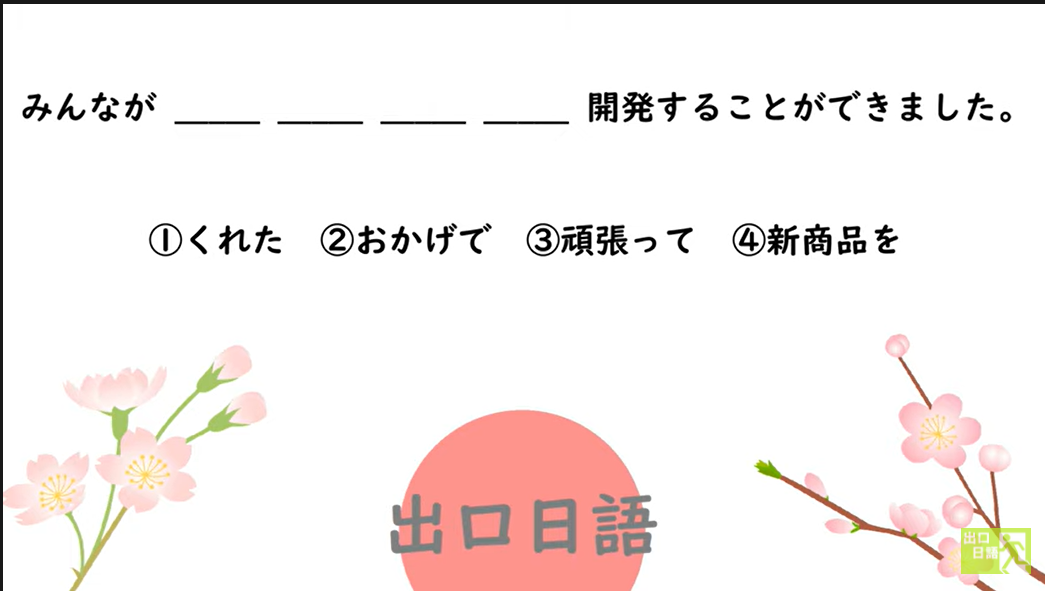 みんなが ＿＿＿ ＿＿＿ ＿＿＿ ＿＿＿ 開発することができました。
①くれた ②おかげで ③頑張って ④新商品を
出口日語
出口
日語